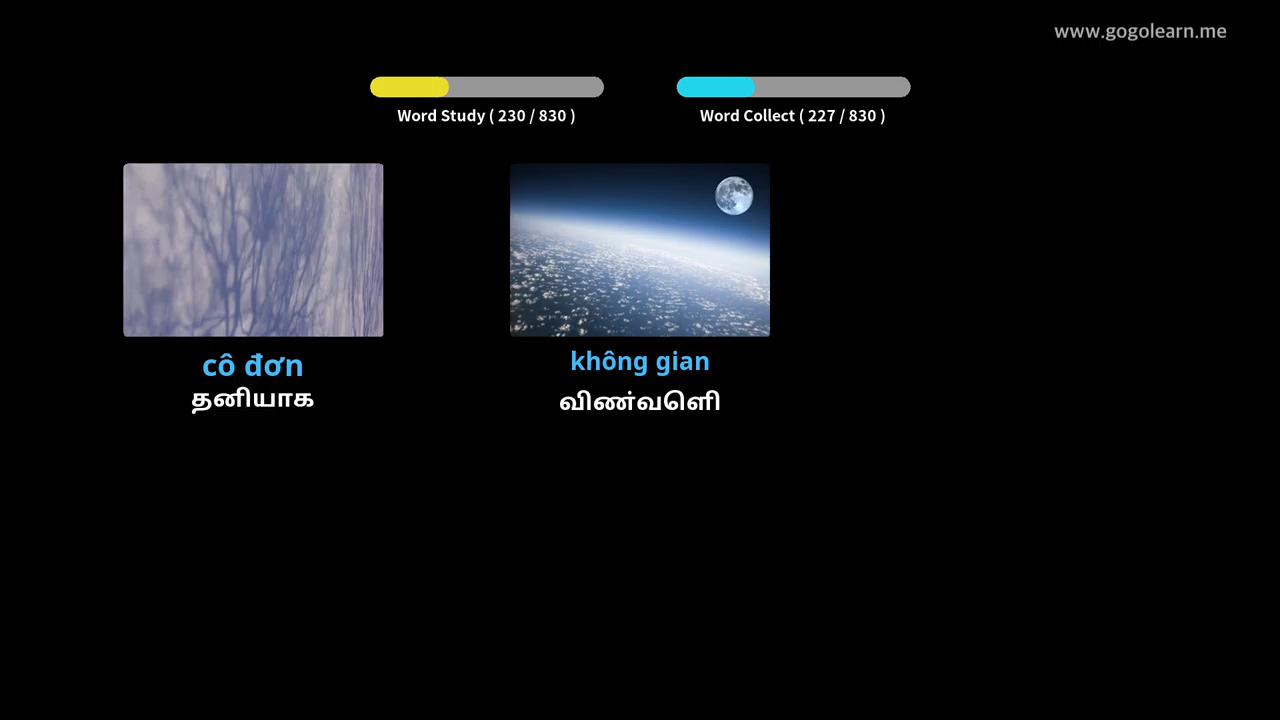 www.gogolearn.me
Word Study ( 230 / 830 )
Word Collect ( 227 / 830 )
cô đơn
தனியாக
không gian
விண்வெளி